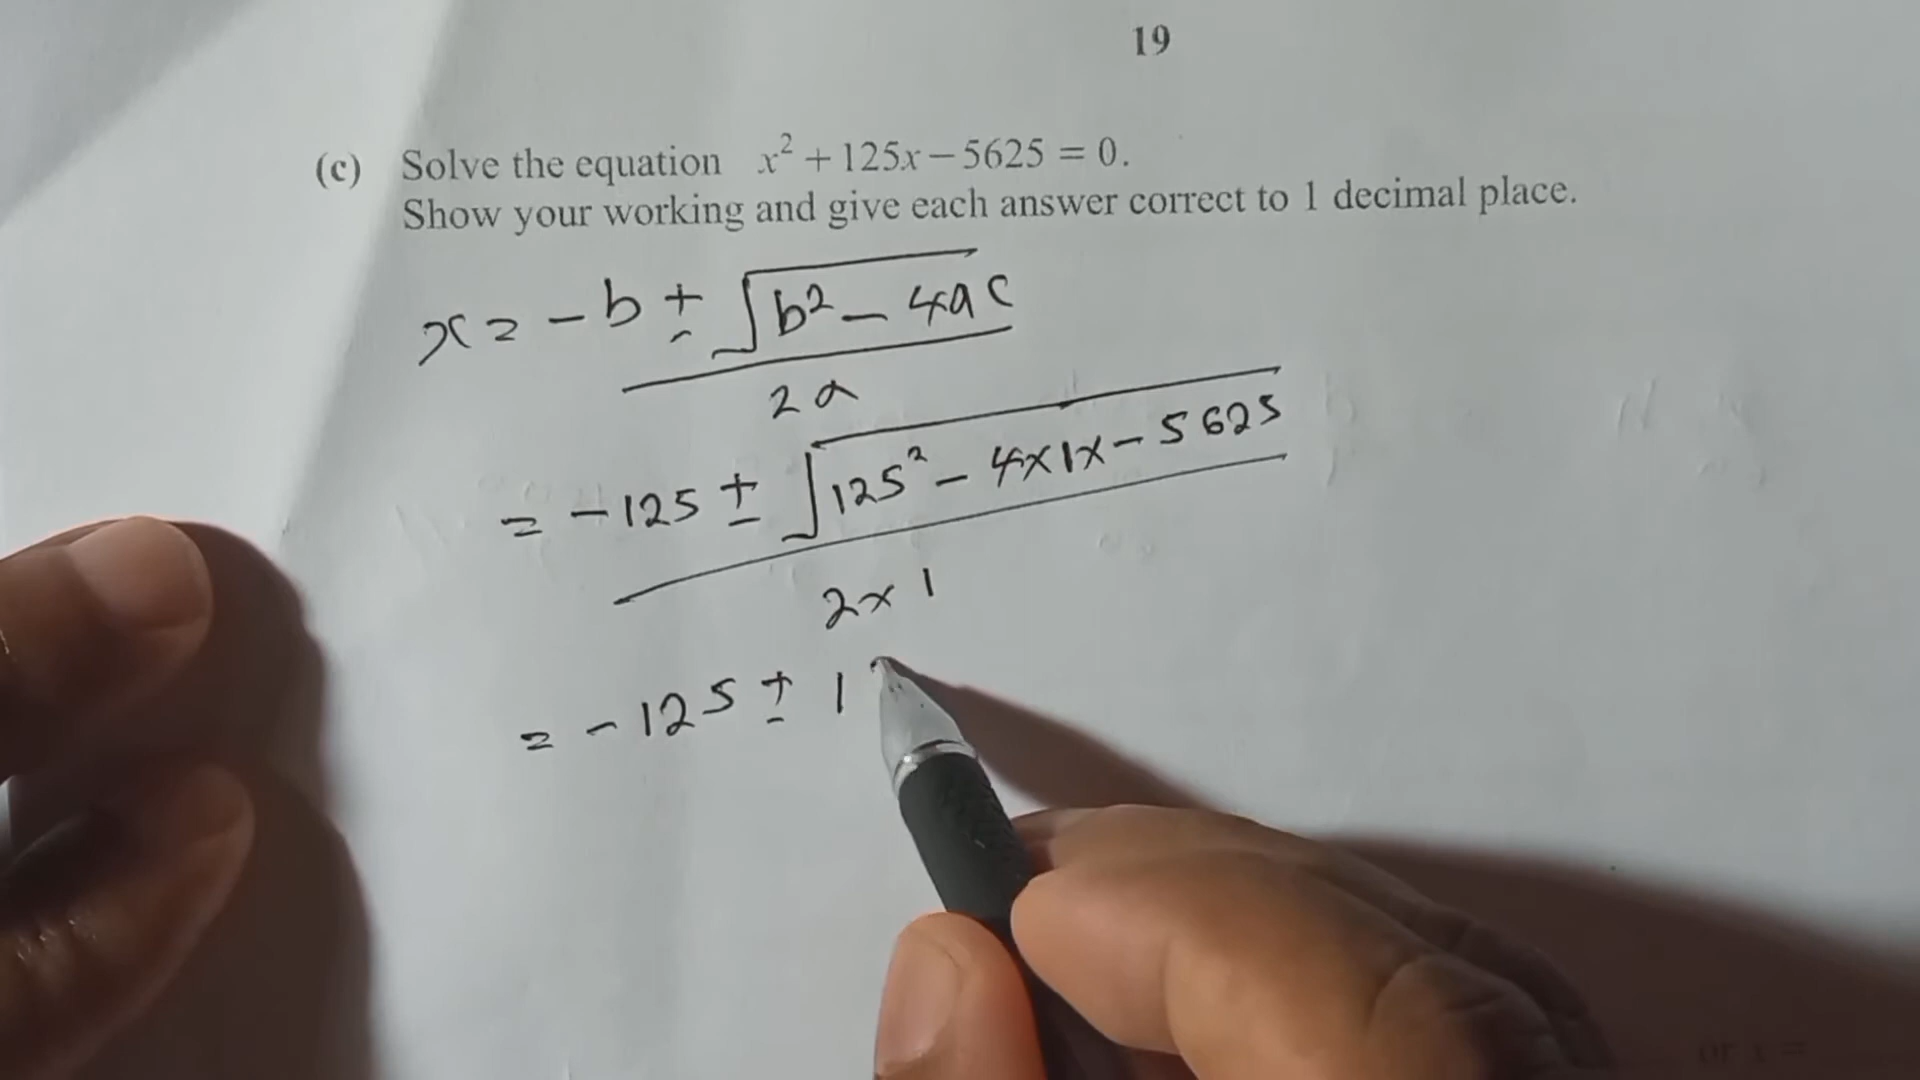 19
(c) Solve the equation x² + 125x − 5625 = 0.
Show your working and give each answer correct to 1 decimal place.
x = −b ± √b² − 4ac
2a
= −125 ± √125² − 4×1×−5625
2×1
= −125 ± 1
or x =